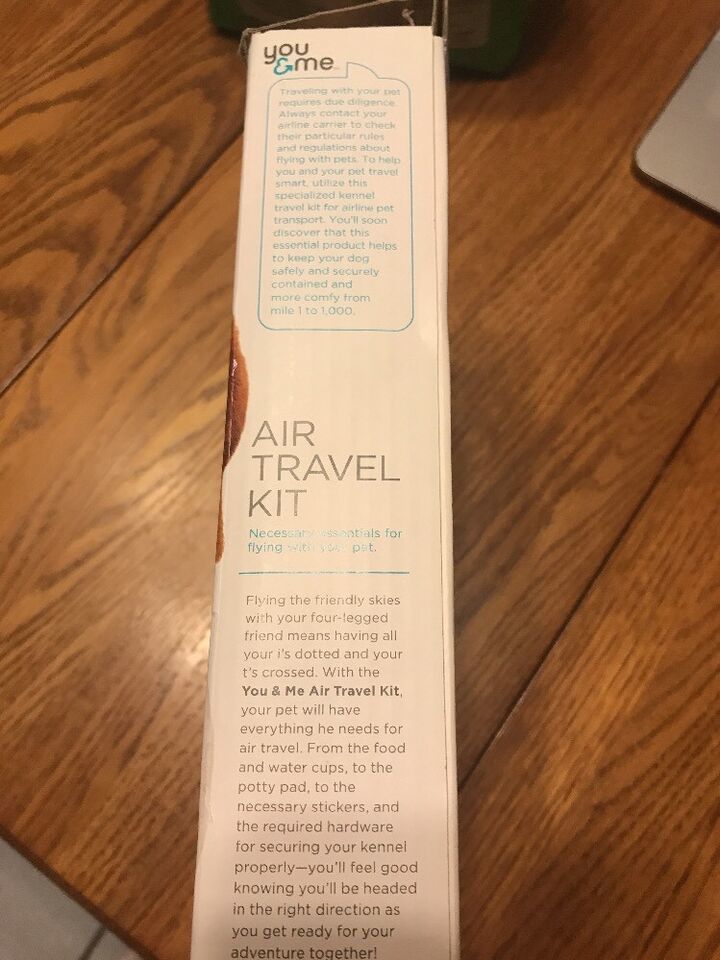 you
&me
Traveling with your pet
requires due diligence.
Always contact your
airline carrier to check
their particular rules
and regulations about
flying with pets. To help
you and your pet travel
smart, utilize this
specialized kennel
travel kit for airline pet
transport. You'll soon
discover that this
essential product helps
to keep your dog
safely and securely
contained and
more comfy from
mile 1 to 1,000.
AIR
TRAVEL
KIT
Necessary essentials for
flying with your pet.
Flying the friendly skies
with your four-legged
friend means having all
your i's dotted and your
t's crossed. With the
You & Me Air Travel Kit,
your pet will have
everything he needs for
air travel. From the food
and water cups, to the
potty pad, to the
necessary stickers, and
the required hardware
for securing your kennel
properly—you'll feel good
knowing you'll be headed
in the right direction as
you get ready for your
adventure together!